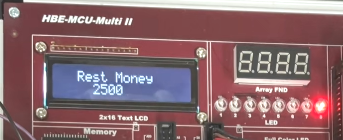 HBE-MCU-Multi II
Rest Money
2500
8.8.8.8.
Array FND
2x16 Text LCD
LED
Memory